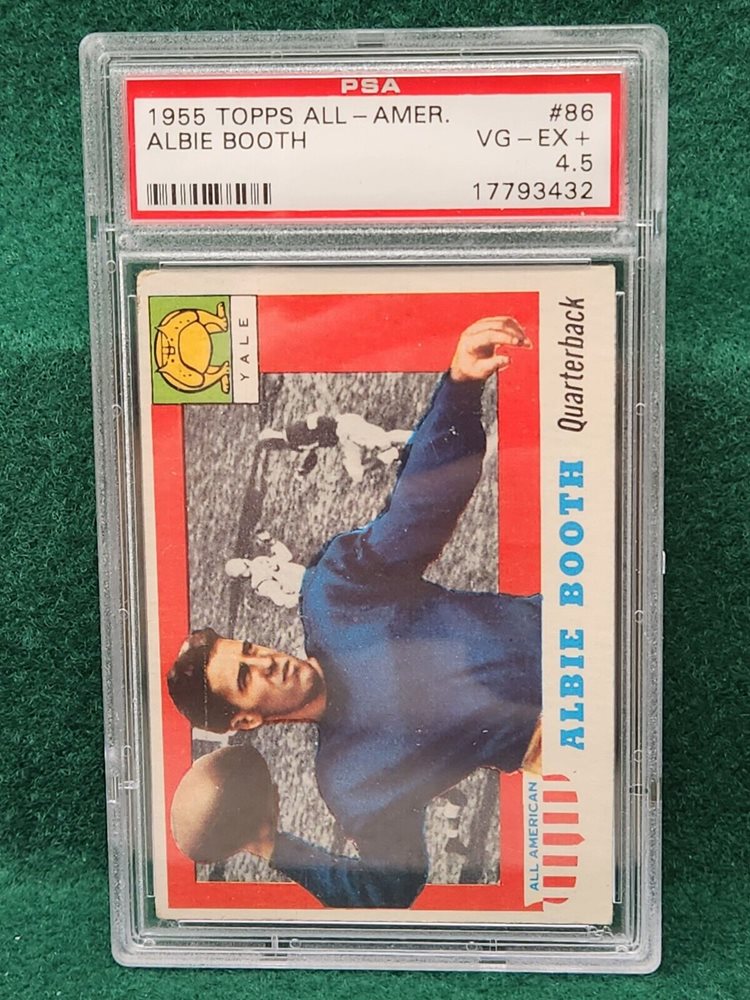 PSA
1955 TOPPS ALL-AMER. #86
ALBIE BOOTH VG-EX+
4.5
17793432
YALE
ALL AMERICAN
ALBIE BOOTH Quarterback